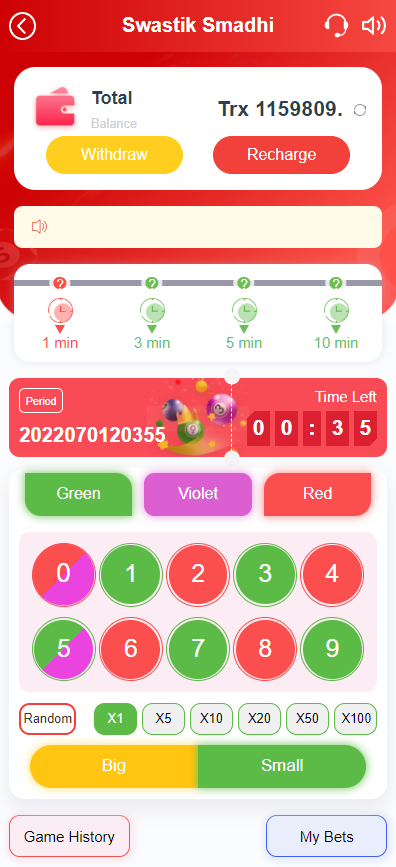 Swastik Smadhi
Total
Balance
Trx 1159809.
Withdraw
Recharge
1 min
3 min
5 min
10 min
Period
2022070120355
Time Left
0 0 : 3 5
Green
Violet
Red
0 1 2 3 4
5 6 7 8 9
Random
X1
X5
X10
X20
X50
X100
Big
Small
Game History
My Bets